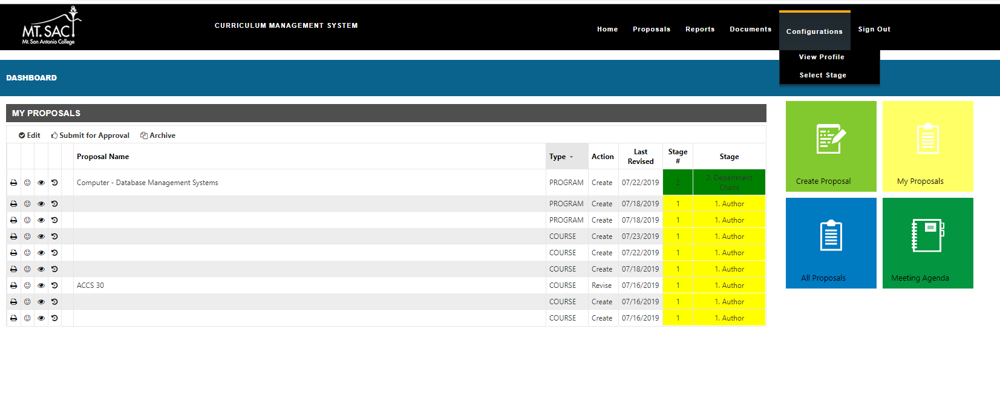 MT. SAC
Mt. San Antonio College
CURRICULUM MANAGEMENT SYSTEM
Home Proposals Reports Documents Configurations Sign Out
View Profile
Select Stage
DASHBOARD
MY PROPOSALS
Edit Submit for Approval Archive
Proposal Name Type Action Last Revised Stage # Stage
Computer - Database Management Systems PROGRAM Create 07/22/2019 2 2. Department Chairs
PROGRAM Create 07/18/2019 1 1. Author
PROGRAM Create 07/18/2019 1 1. Author
COURSE Create 07/23/2019 1 1. Author
COURSE Create 07/22/2019 1 1. Author
COURSE Create 07/18/2019 1 1. Author
ACCS 30 COURSE Revise 07/16/2019 1 1. Author
COURSE Create 07/16/2019 1 1. Author
COURSE Create 07/16/2019 1 1. Author
Create Proposal
My Proposals
All Proposals
Meeting Agenda